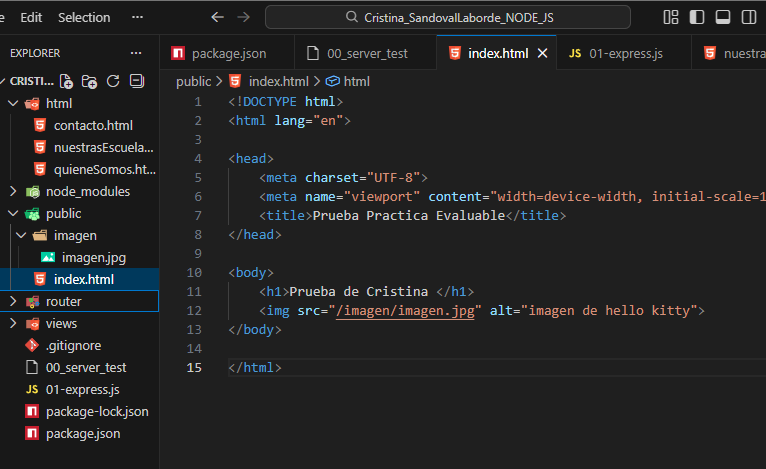 Edit Selection ··· Cristina_SandovalLaborde_NODE_JS
EXPLORER ···
package.json 00_server_test index.html JS 01-express.js nuestra
CRISTI...
public > index.html > html
html
contacto.html
nuestrasEscuela...
quieneSomos.ht...
node_modules
public
imagen
imagen.jpg
index.html
router
views
.gitignore
00_server_test
JS 01-express.js
package-lock.json
package.json
1 <!DOCTYPE html>
2 <html lang="en">
3
4 <head>
5 <meta charset="UTF-8">
6 <meta name="viewport" content="width=device-width, initial-scale=1
7 <title>Prueba Practica Evaluable</title>
8 </head>
9
10 <body>
11 <h1>Prueba de Cristina </h1>
12 <img src="/imagen/imagen.jpg" alt="imagen de hello kitty">
13 </body>
14
15 </html>